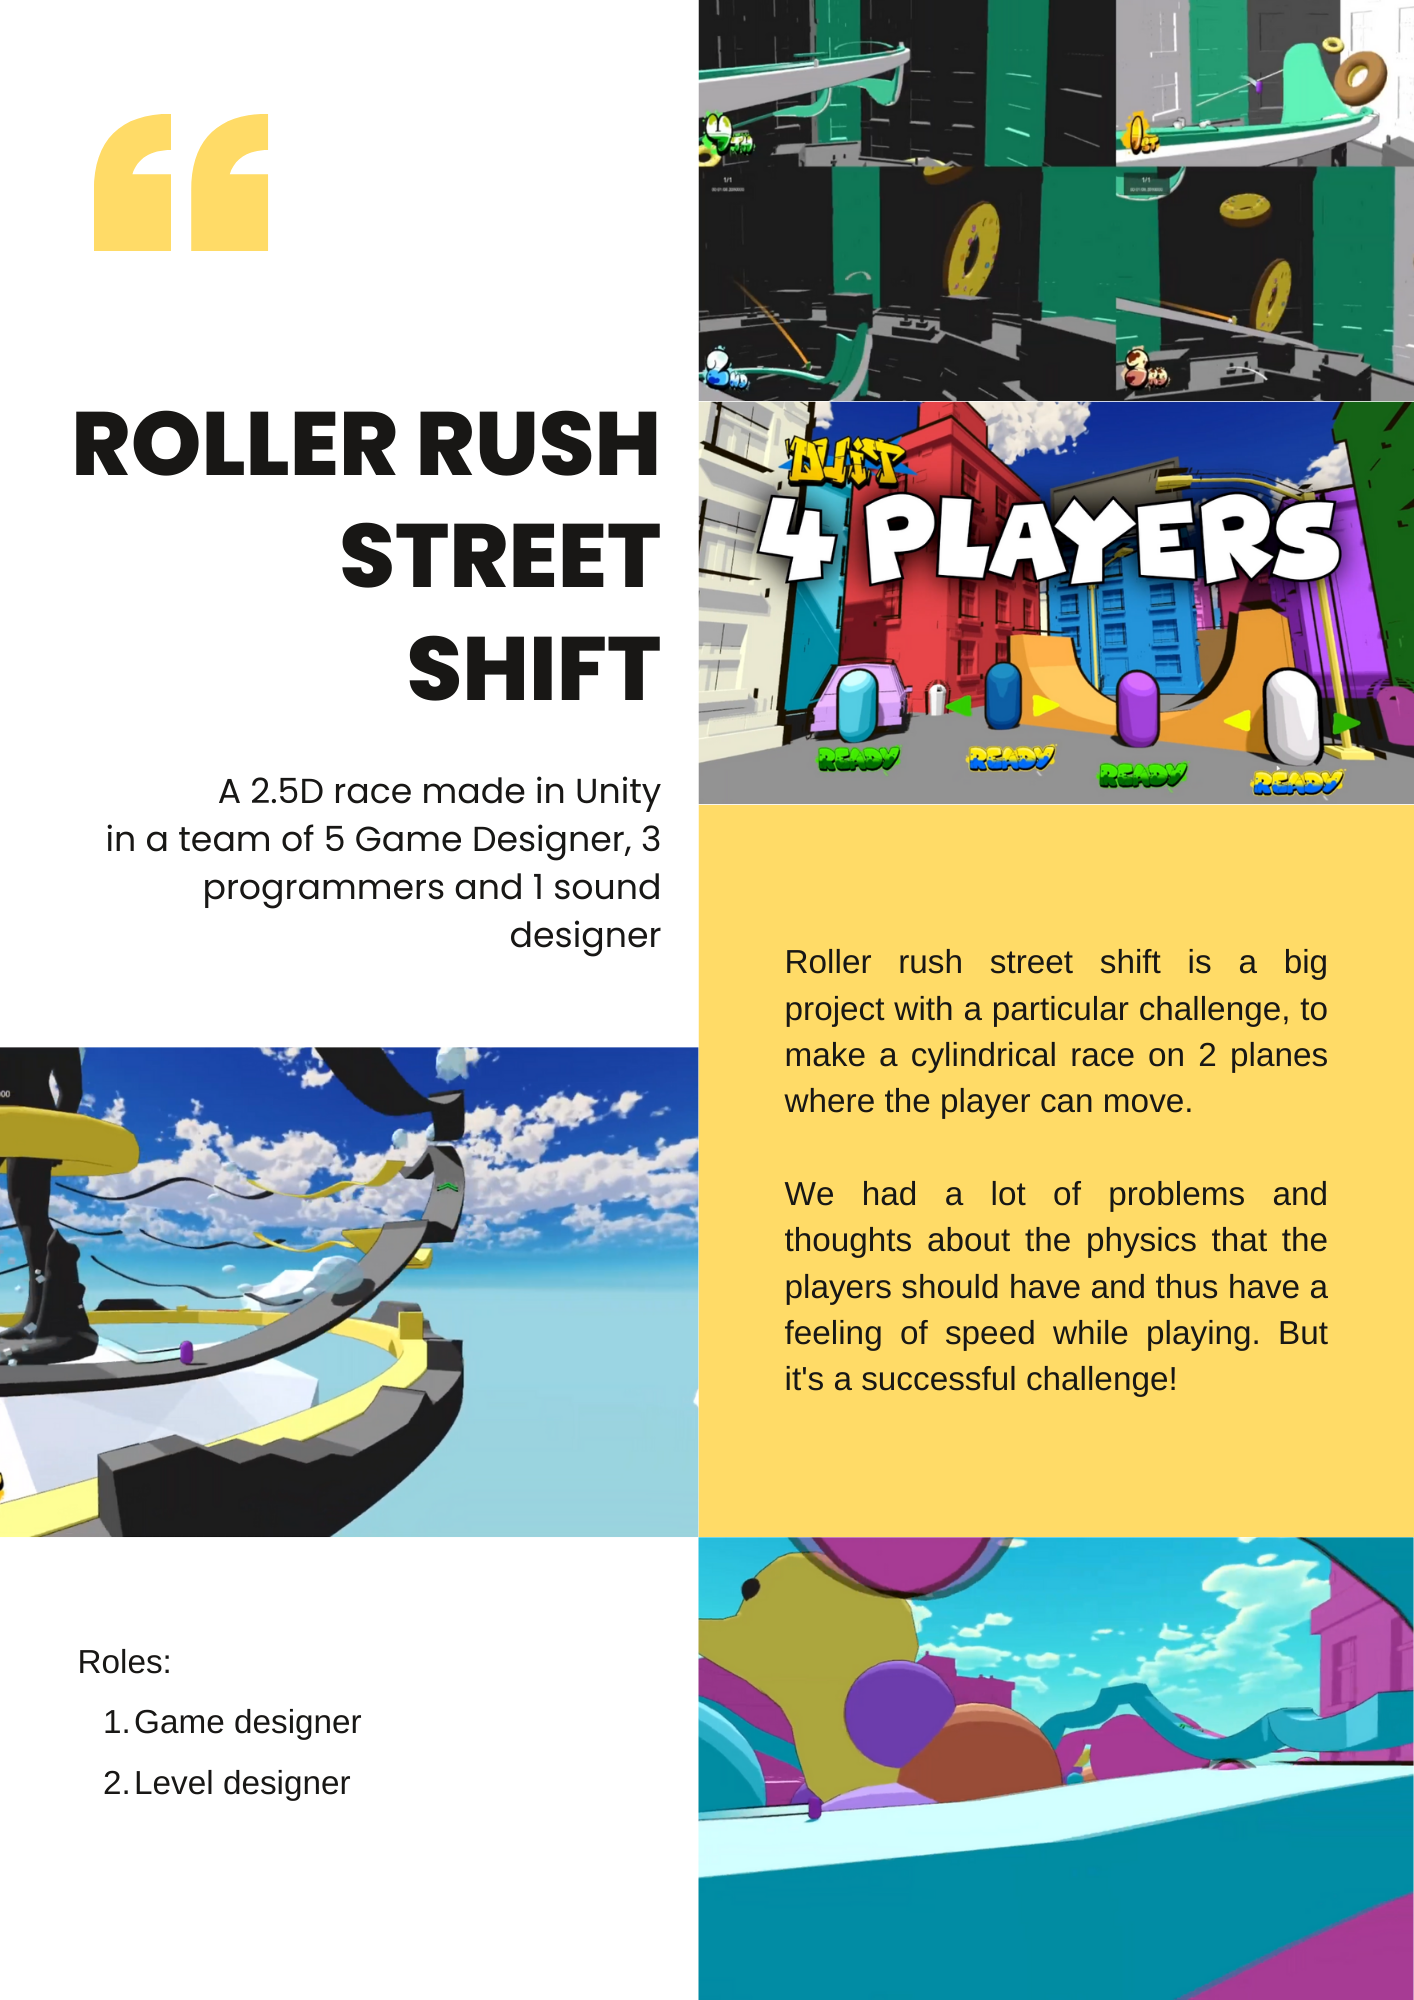 ROLLER RUSH
STREET
SHIFT
A 2.5D race made in Unity
in a team of 5 Game Designer, 3
programmers and 1 sound
designer
1/1
1/1
QUIT
4 PLAYERS
READY
READY
READY
READY
Roller rush street shift is a big
project with a particular challenge, to
make a cylindrical race on 2 planes
where the player can move.
We had a lot of problems and
thoughts about the physics that the
players should have and thus have a
feeling of speed while playing. But
it's a successful challenge!
Roles:
1. Game designer
2. Level designer